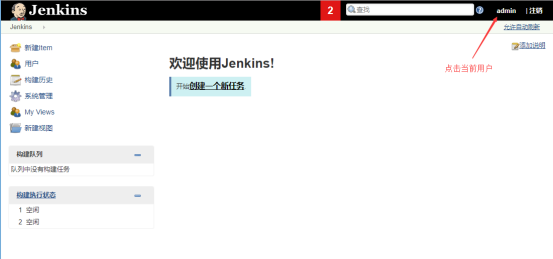 Jenkins
2
查找
admin
| 注销
Jenkins
允许自动刷新
新建Item
用户
构建历史
系统管理
My Views
新建视图
添加说明
点击当前用户
欢迎使用Jenkins!
开始创建一个新任务
构建队列
队列中没有构建任务
构建执行状态
1 空闲
2 空闲